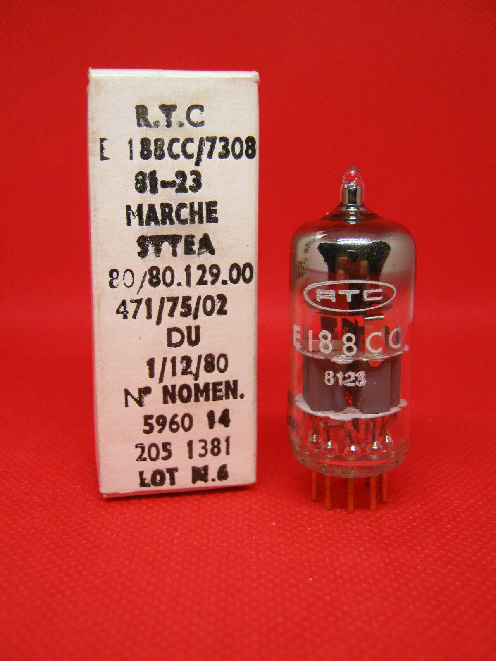 R.T.C
E 188CC/7308
81-23
MARCHE
STTEA
80/80.129.00
471/75/02
DU
1/12/80
N° NOMEN.
5960 14
205 1381
LOT N.6
RTC
E188CC
8123